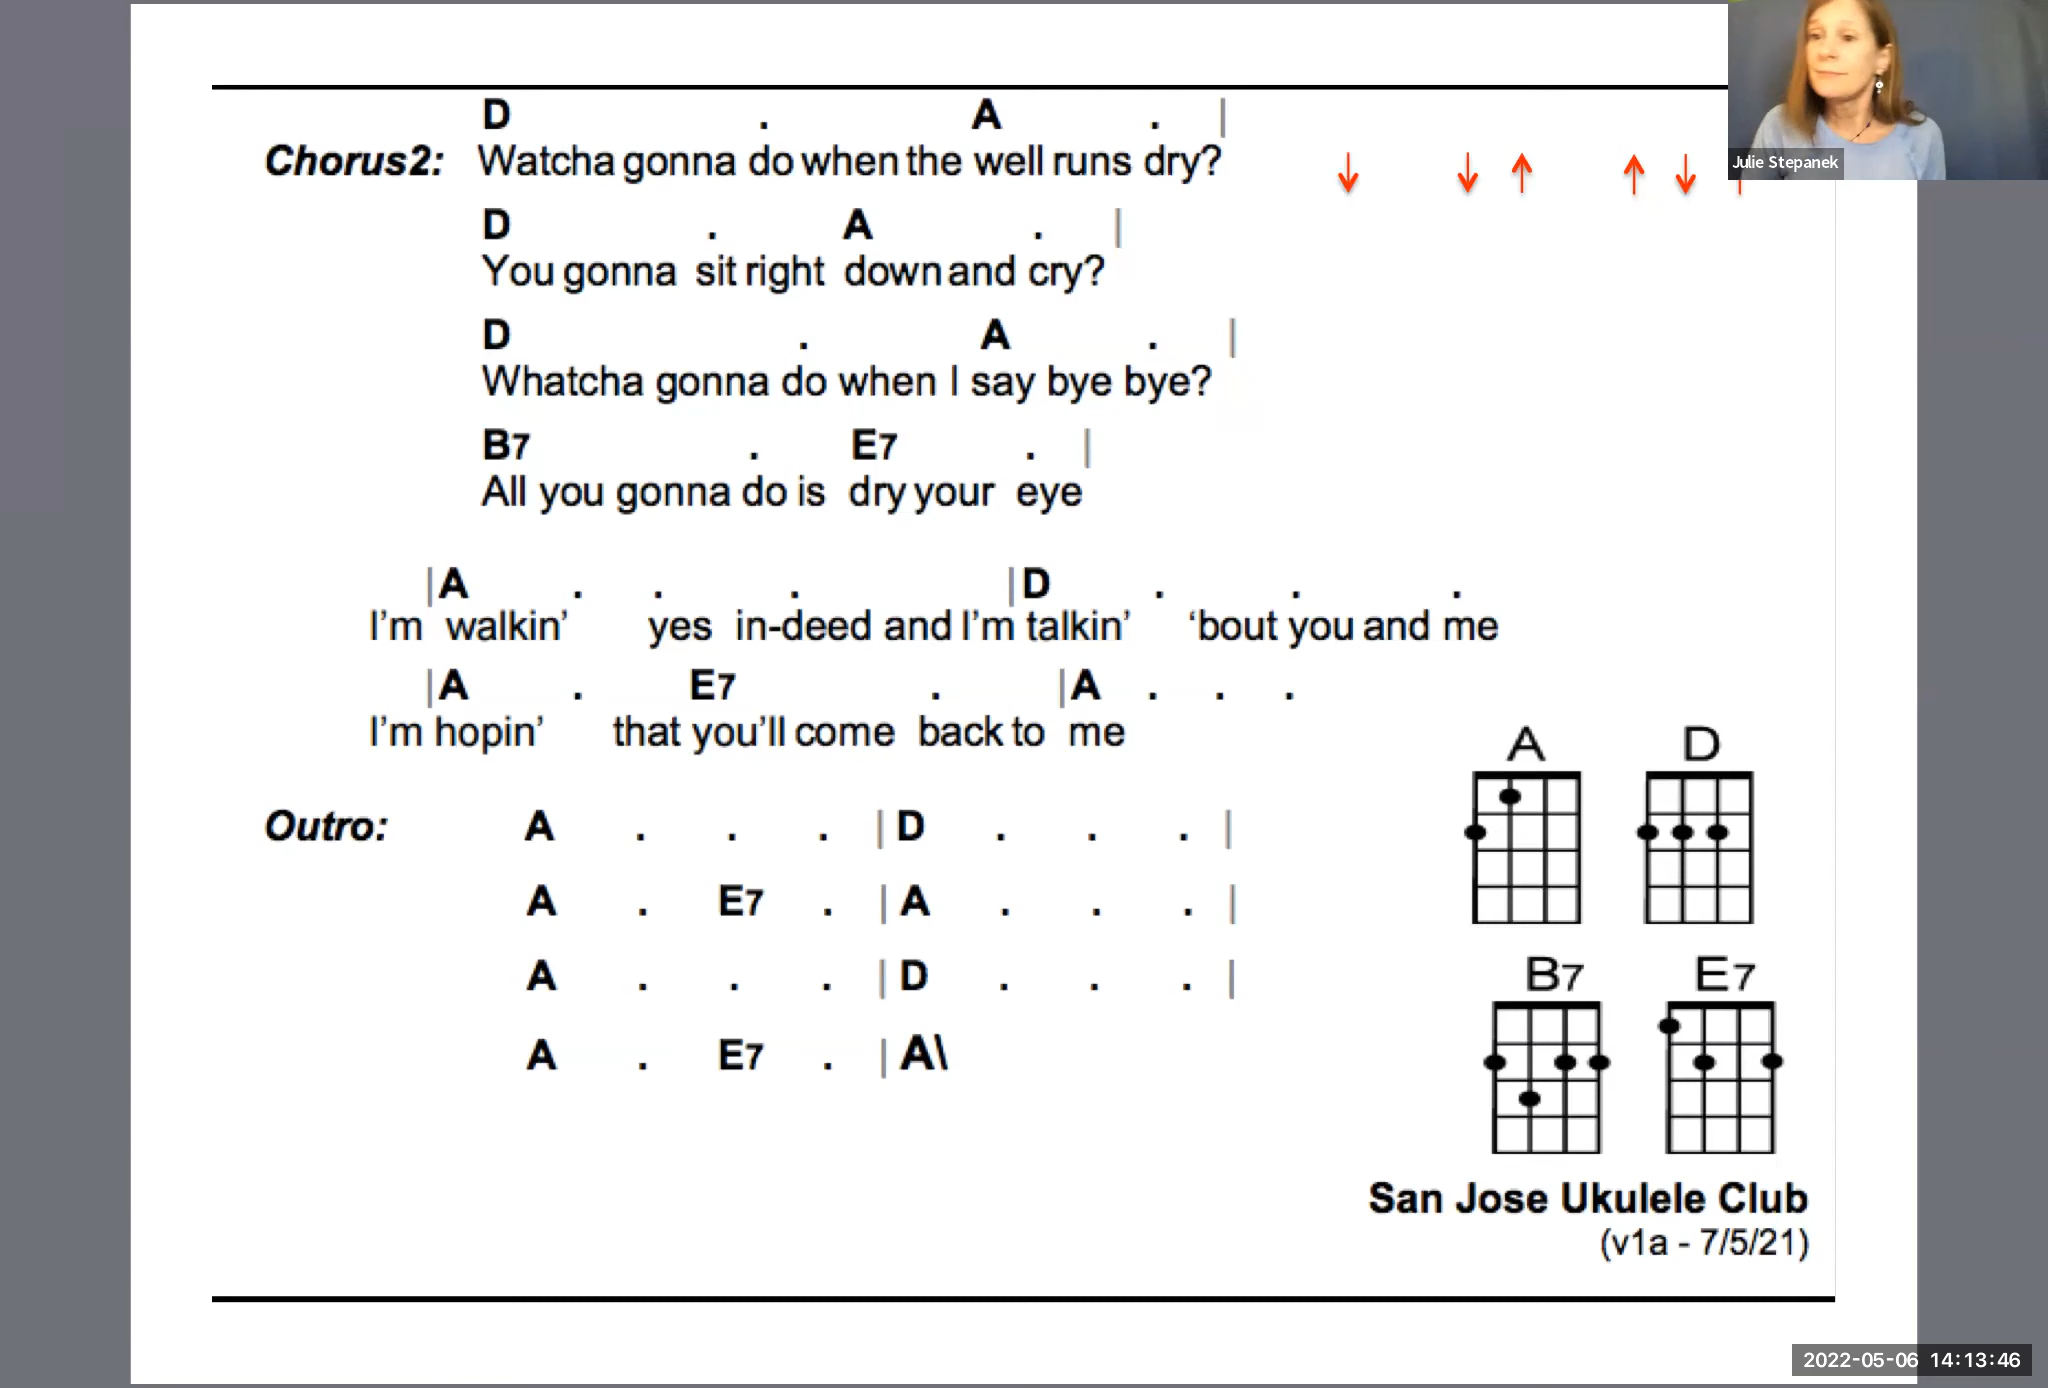 D . A . |
Chorus2: Watcha gonna do when the well runs dry?
Julie Stepanek
D . A . |
You gonna sit right down and cry?
D . A . |
Whatcha gonna do when I say bye bye?
B7 . E7 . |
All you gonna do is dry your eye
|A . . . |D . . .
I'm walkin' yes in-deed and I'm talkin' 'bout you and me
|A . E7 . |A . . .
I'm hopin' that you'll come back to me
Outro: A . . . |D . . . |
A . E7 . |A . . . |
A . . . |D . . . |
A . E7 . |A\
A D
B7 E7
San Jose Ukulele Club
(v1a - 7/5/21)
2022-05-06 14:13:46